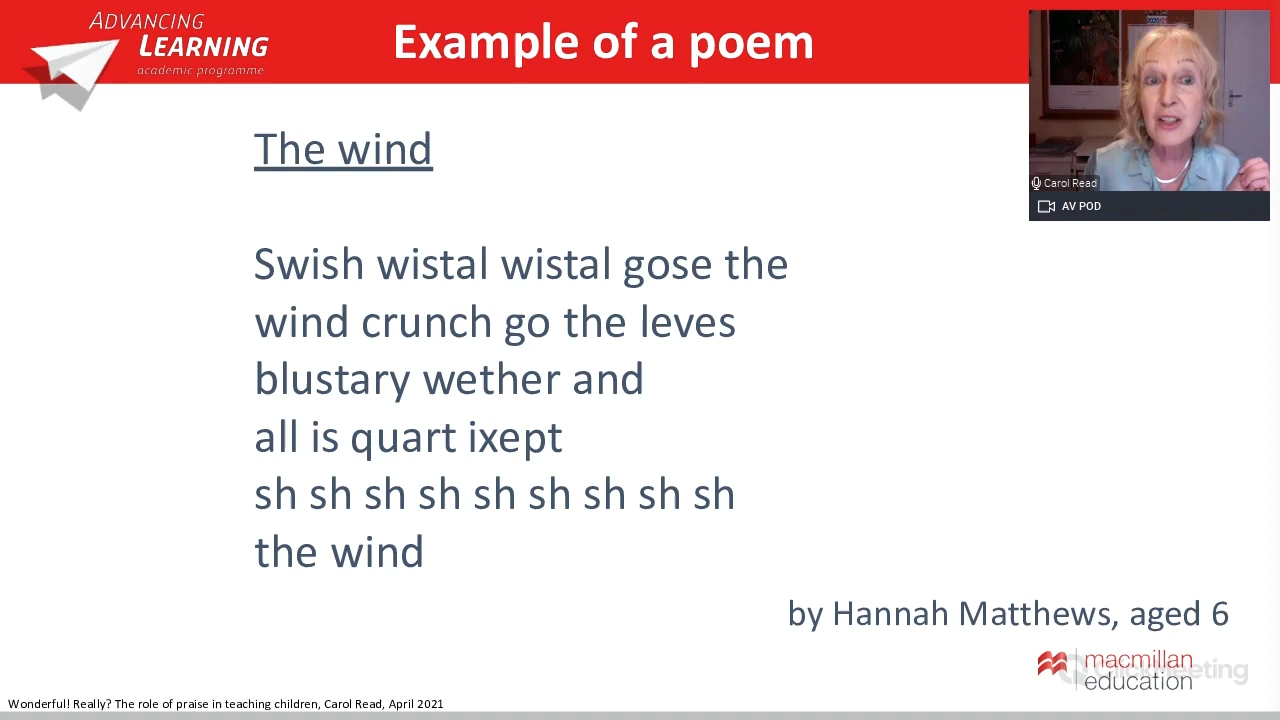 ADVANCING
LEARNING
academic programme
Example of a poem
Carol Read
AV POD
The wind
Swish wistal wistal gose the
wind crunch go the leves
blustary wether and
all is quart ixept
sh sh sh sh sh sh sh sh sh
the wind
by Hannah Matthews, aged 6
macmillan
education
ClickMeeting
Wonderful! Really? The role of praise in teaching children, Carol Read, April 2021